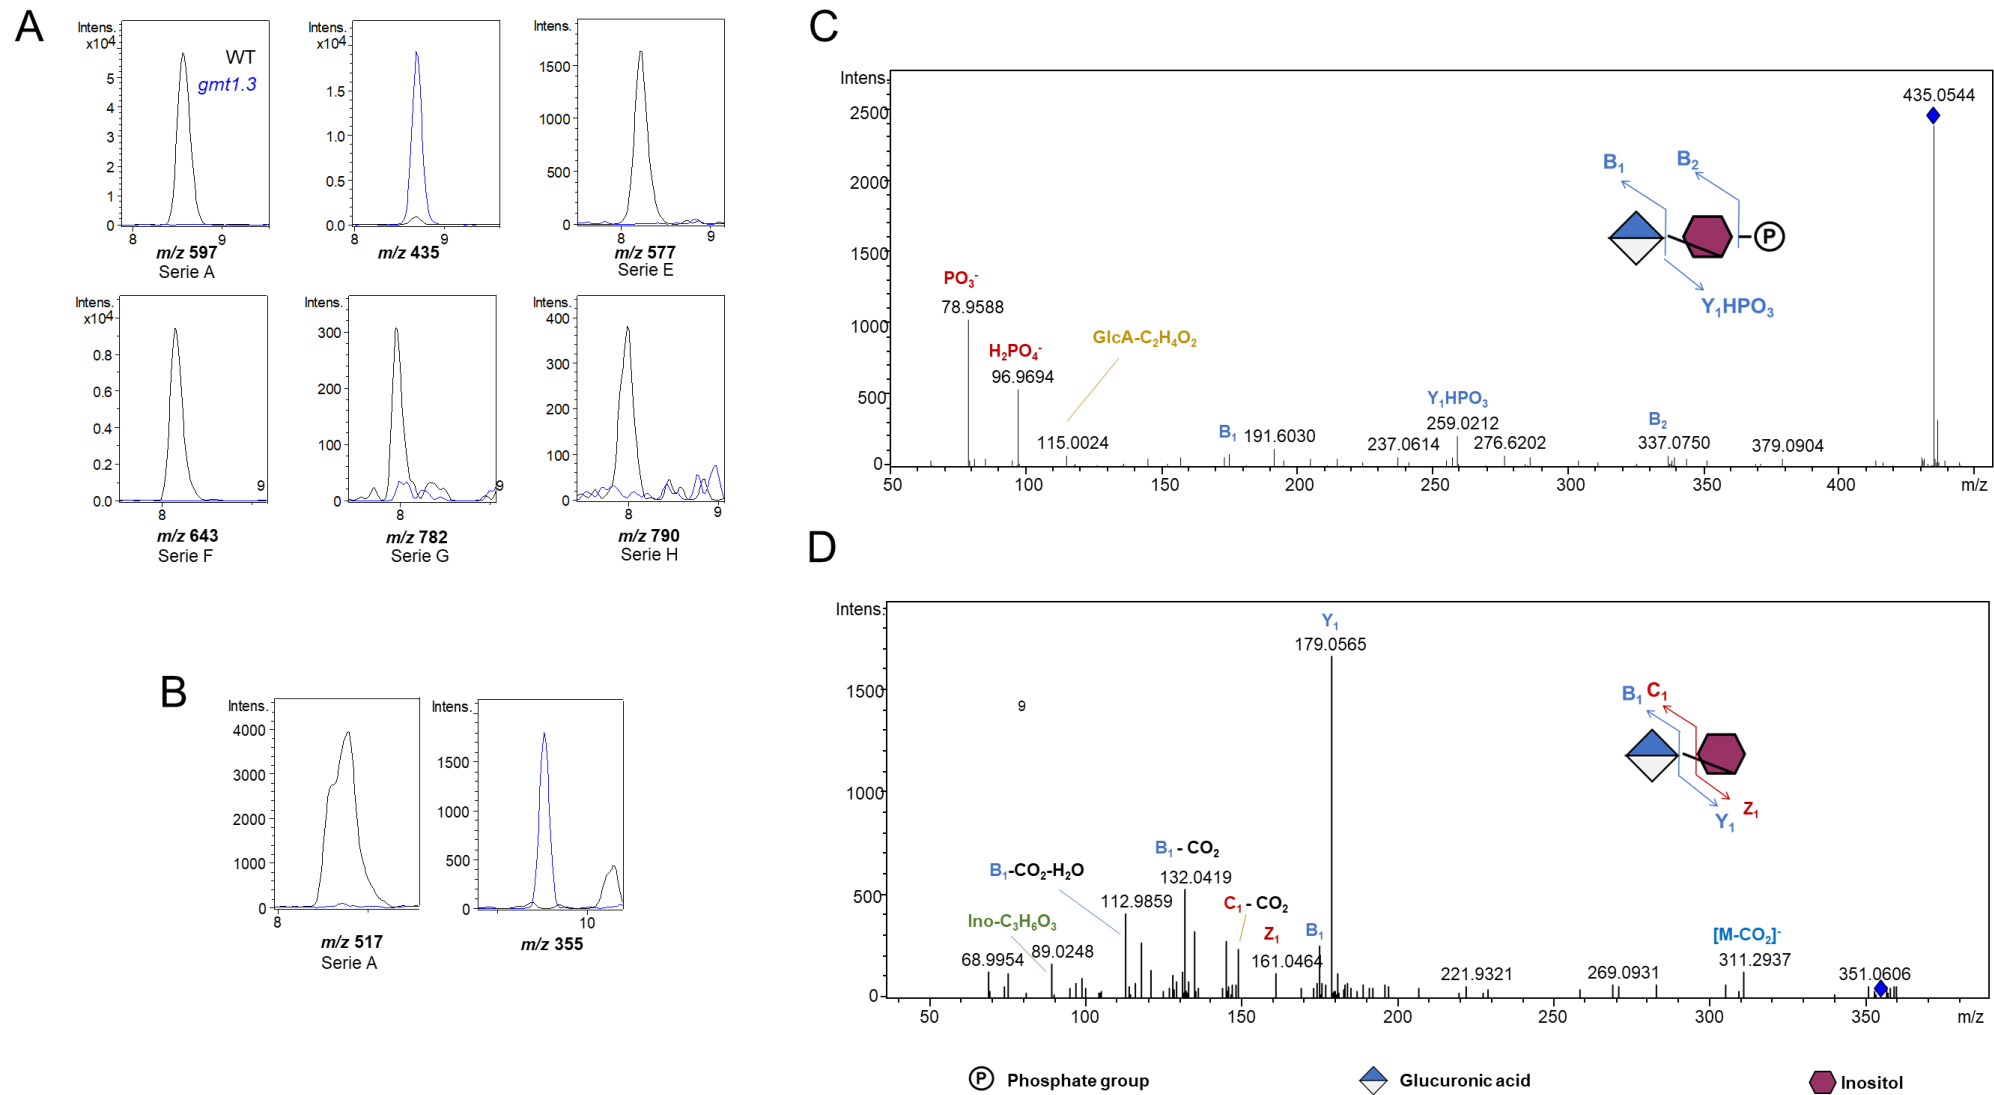 A
Intens.
x10⁴
5
4
3
2
1
0
8
9
WT
gmt1.3
m/z 597
Serie A
Intens.
x10⁴
1.5
1.0
0.5
0.0
8
9
m/z 435
Intens.
1500
1000
500
0
8
9
m/z 577
Serie E
Intens.
x10⁴
0.8
0.6
0.4
0.2
0.0
8
9
m/z 643
Serie F
Intens.
300
200
100
0
8
9
m/z 782
Serie G
Intens.
400
300
200
100
0
8
9
m/z 790
Serie H
B
Intens.
4000
3000
2000
1000
0
8
m/z 517
Serie A
Intens.
1500
1000
500
0
10
m/z 355
C
Intens.
2500
2000
1500
1000
500
0
50
100
150
200
250
300
350
400
m/z
PO₃⁻
78.9588
H₂PO₄⁻
96.9694
GlcA-C₂H₄O₂
115.0024
B₁
191.6030
237.0614
Y₁HPO₃
259.0212
276.6202
B₂
337.0750
379.0904
435.0544
B₁
B₂
P
Y₁HPO₃
D
Intens.
1500
1000
500
0
50
100
150
200
250
300
350
m/z
9
Y₁
179.0565
B₁ - CO₂
132.0419
B₁-CO₂-H₂O
112.9859
Ino-C₃H₆O₃
68.9954
89.0248
C₁ - CO₂
Z₁
161.0464
B₁
221.9321
269.0931
[M-CO₂]⁻
311.2937
351.0606
B₁
C₁
Y₁
Z₁
P
Phosphate group
Glucuronic acid
Inositol